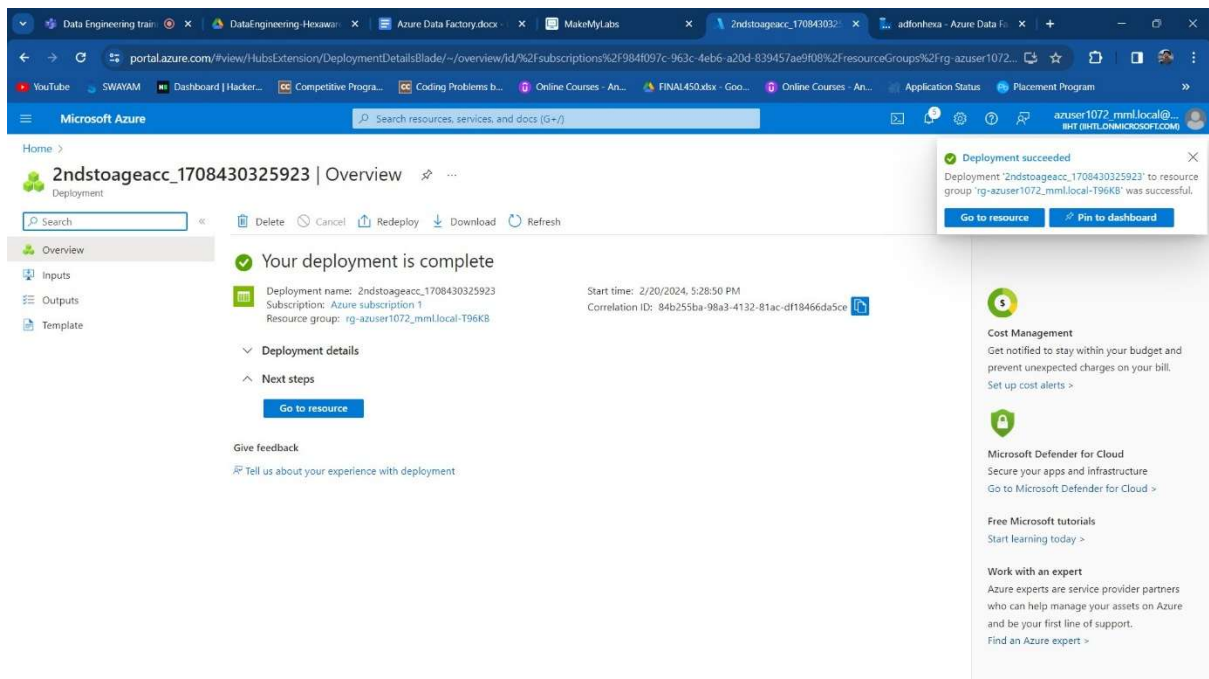 Data Engineering traini
DataEngineering-Hexaware
Azure Data Factory.docx -
MakeMyLabs
2ndstoageacc_170843032
adfonhexa - Azure Data Fa
portal.azure.com/#view/HubsExtension/DeploymentDetailsBlade/~/overview/id/%2Fsubscriptions%2F984f097c-963c-4eb6-a20d-839457ae9f08%2FresourceGroups%2Frg-azuser1072...
YouTube
SWAYAM
Dashboard | Hacker...
Competitive Progra...
Coding Problems b...
Online Courses - An...
FINAL450.xlsx - Goo...
Online Courses - An...
Application Status
Placement Program
Microsoft Azure
Search resources, services, and docs (G+/)
5
azuser1072_mml.local@...
IIHT (IIHTL.ONMICROSOFT.COM)
Home >
2ndstoageacc_1708430325923 | Overview
Deployment
Search
Delete
Cancel
Redeploy
Download
Refresh
Overview
Inputs
Outputs
Template
Your deployment is complete
Deployment name: 2ndstoageacc_1708430325923
Subscription: Azure subscription 1
Resource group: rg-azuser1072_mml.local-T96KB
Start time: 2/20/2024, 5:28:50 PM
Correlation ID: 84b255ba-98a3-4132-81ac-df18466da5ce
Deployment details
Next steps
Go to resource
Give feedback
Tell us about your experience with deployment
Deployment succeeded
Deployment '2ndstoageacc_1708430325923' to resource
group 'rg-azuser1072_mml.local-T96KB' was successful.
Go to resource
Pin to dashboard
Cost Management
Get notified to stay within your budget and
prevent unexpected charges on your bill.
Set up cost alerts >
Microsoft Defender for Cloud
Secure your apps and infrastructure
Go to Microsoft Defender for Cloud >
Free Microsoft tutorials
Start learning today >
Work with an expert
Azure experts are service provider partners
who can help manage your assets on Azure
and be your first line of support.
Find an Azure expert >